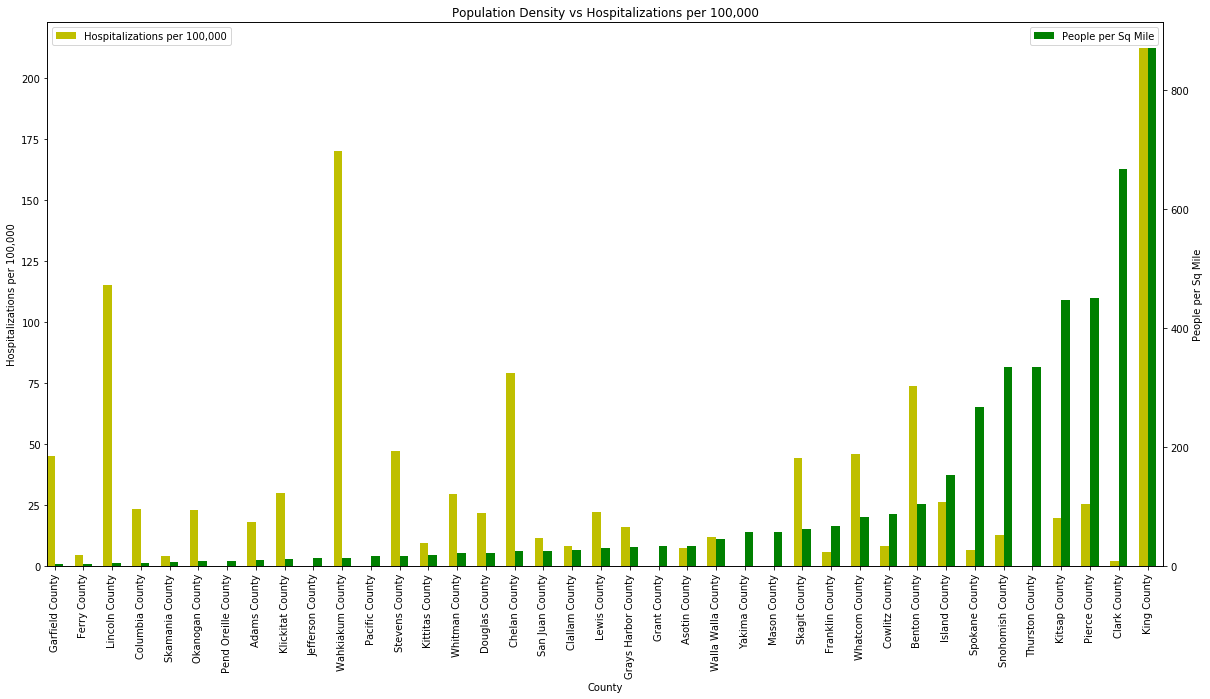 Population Density vs Hospitalizations per 100,000
Hospitalizations per 100,000
People per Sq Mile
200
175
150
125
100
75
50
25
0
Hospitalizations per 100,000
800
600
400
200
0
People per Sq Mile
Garfield County
Ferry County
Lincoln County
Columbia County
Skamania County
Okanogan County
Pend Oreille County
Adams County
Klickitat County
Jefferson County
Wahkiakum County
Pacific County
Stevens County
Kittitas County
Whitman County
Douglas County
Chelan County
San Juan County
Clallam County
Lewis County
Grays Harbor County
Grant County
Asotin County
Walla Walla County
Yakima County
Mason County
Skagit County
Franklin County
Whatcom County
Cowlitz County
Benton County
Island County
Spokane County
Snohomish County
Thurston County
Kitsap County
Pierce County
Clark County
King County
County